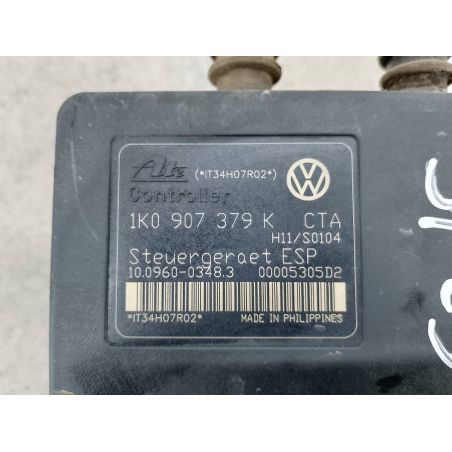 Ate (*IT34H07R02*)
Controller
1K0 907 379 K CTA
H11/S0104
Steuergeraet ESP
10.0960-0348.3 00005305D2
*IT34H07R02* MADE IN PHILIPPINES